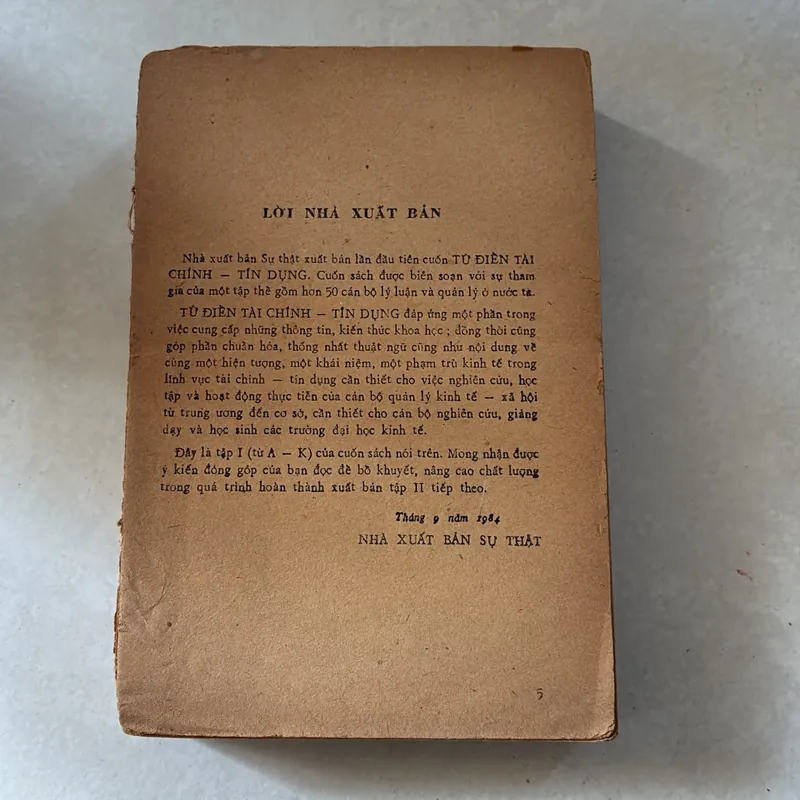 LỜI NHÀ XUẤT BẢN
Nhà xuất bản Sự thật xuất bản lần đầu tiên cuốn TỪ ĐIỂN TÀI
CHÍNH — TÍN DỤNG. Cuốn sách được biên soạn với sự tham
gia của một tập thể gồm hơn 50 cán bộ lý luận và quản lý ở nước ta.
TỪ ĐIỂN TÀI CHÍNH — TÍN DỤNG đáp ứng một phần trong
việc cung cấp những thông tin, kiến thức khoa học ; đồng thời cũng
góp phần chuẩn hóa, thống nhất thuật ngữ cũng như nội dung về
cùng một hiện tượng, một khái niệm, một phạm trù kinh tế trong
lĩnh vực tài chính — tín dụng cần thiết cho việc nghiên cứu, học
tập và hoạt động thực tiễn của cán bộ quản lý kinh tế — xã hội
từ trung ương đến cơ sở, cần thiết cho cán bộ nghiên cứu, giảng
dạy và học sinh các trường đại học kinh tế.
Đây là tập I (từ A — K) của cuốn sách nói trên. Mong nhận được
ý kiến đóng góp của bạn đọc để bổ khuyết, nâng cao chất lượng
trong quá trình hoàn thành xuất bản tập II tiếp theo.
Tháng 9 năm 1984
NHÀ XUẤT BẢN SỰ THẬT
5